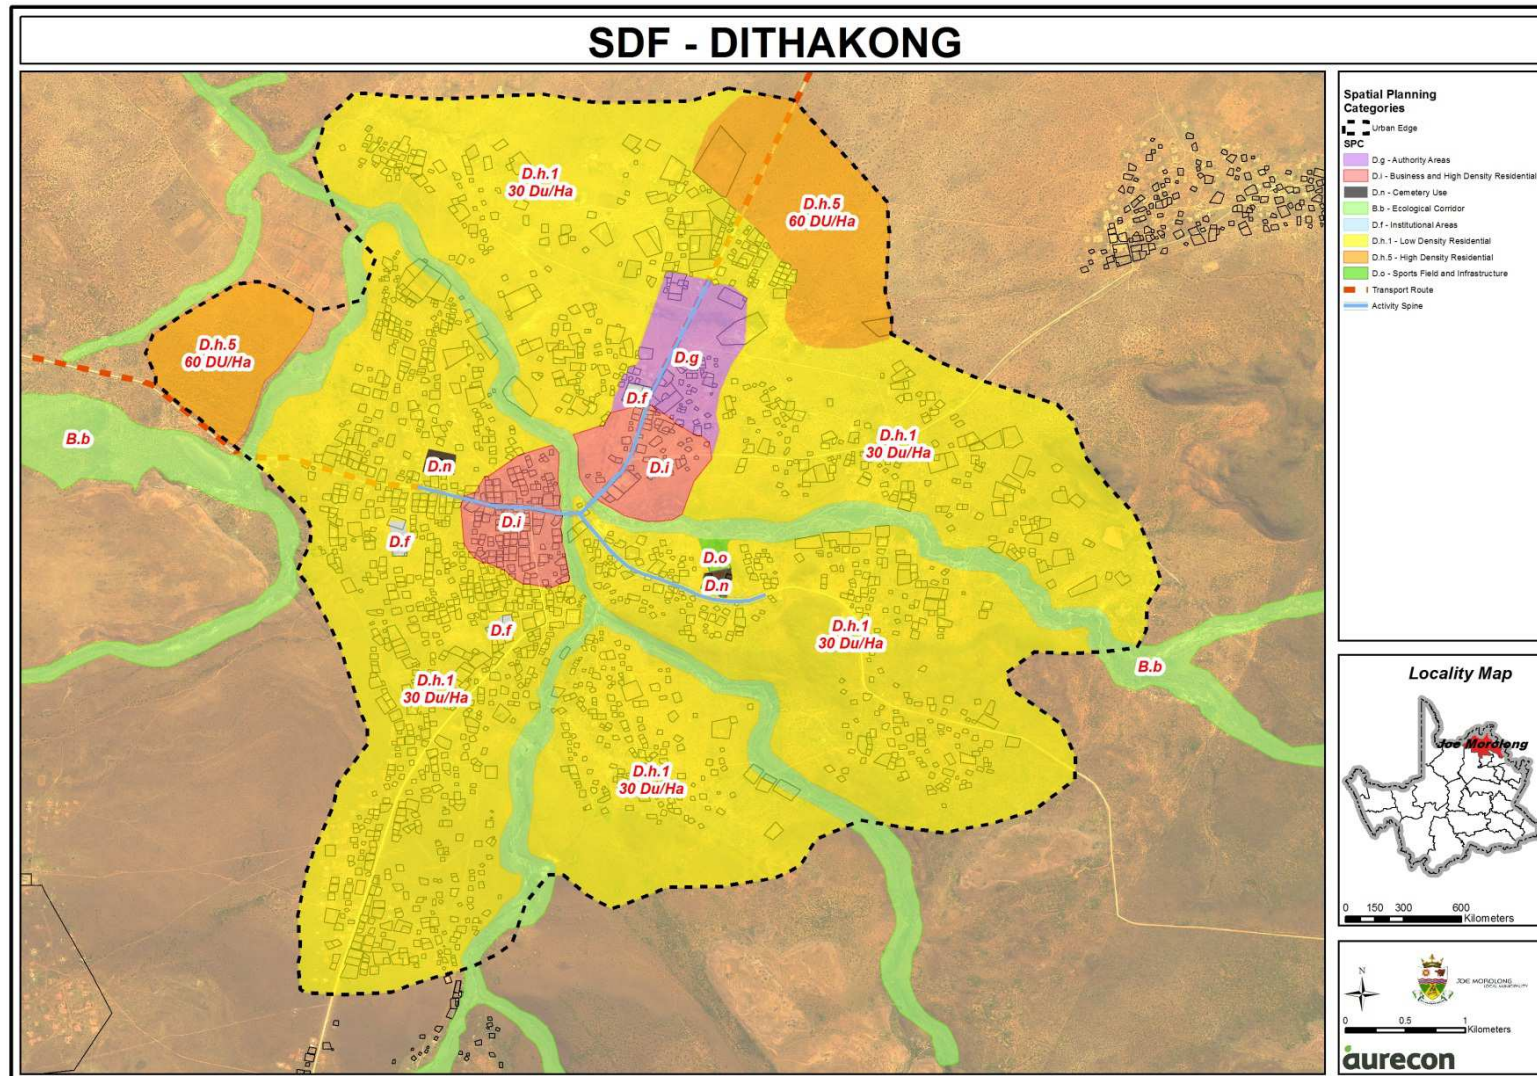 SDF - DITHAKONG
D.h.1
30 Du/Ha
D.h.5
60 DU/Ha
D.h.5
60 DU/Ha
D.g
D.f
B.b
D.h.1
30 Du/Ha
D.n
D.i
D.i
D.f
D.o
D.n
D.f
D.h.1
30 Du/Ha
B.b
D.h.1
30 Du/Ha
D.h.1
30 Du/Ha
Spatial Planning
Categories
Urban Edge
SPC
D.g - Authority Areas
D.i - Business and High Density Residential
D.n - Cemetery Use
B.b - Ecological Corridor
D.f - Institutional Areas
D.h.1 - Low Density Residential
D.h.5 - High Density Residential
D.o - Sports Field and Infrastructure
Transport Route
Activity Spine
Locality Map
Joe Morolong
0 150 300 600
Kilometers
N
JOE MOROLONG
LOCAL MUNICIPALITY
0 0.5 1
Kilometers
aurecon